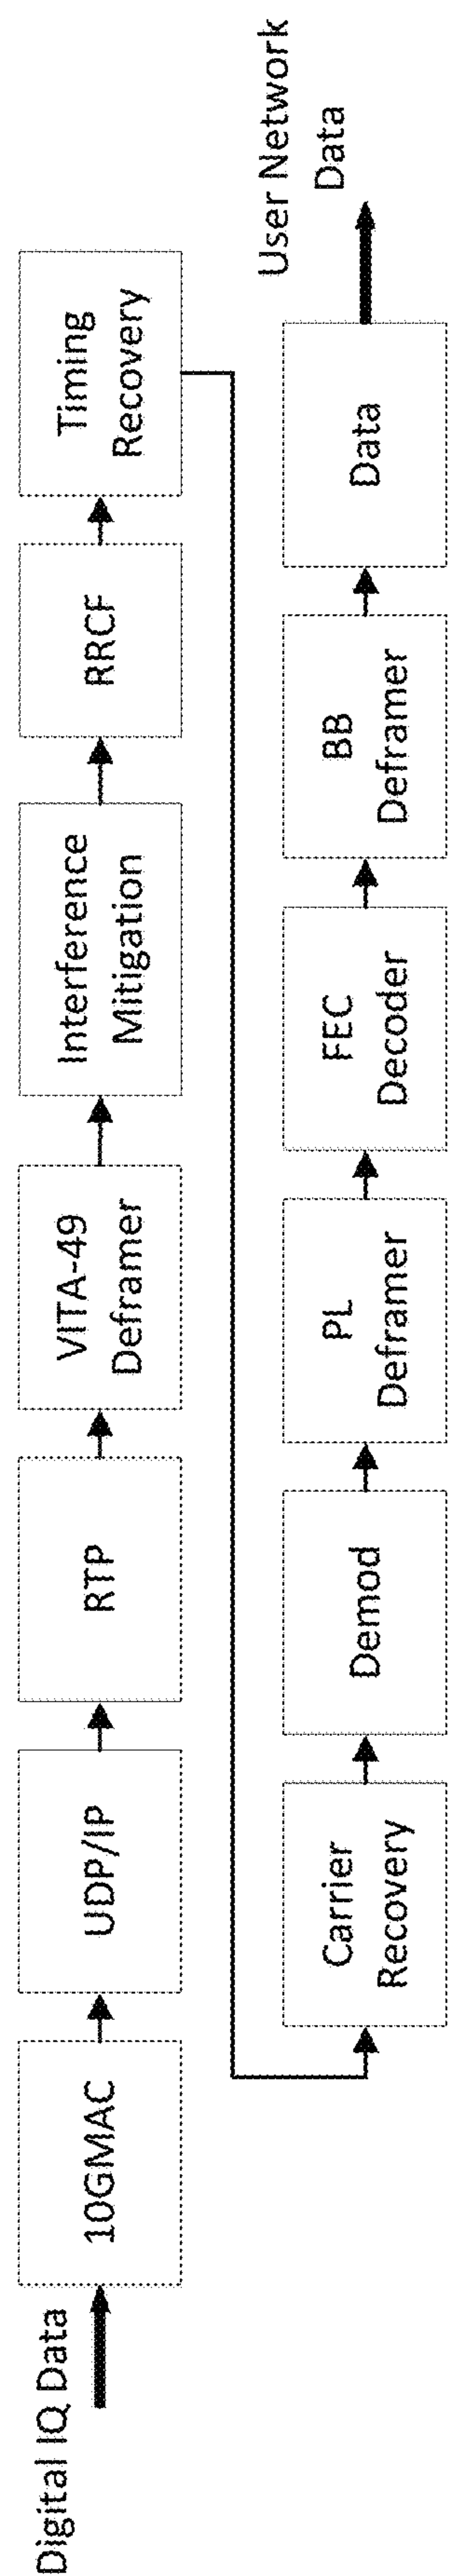 Digital IQ Data
10GMAC
UDP/IP
RTP
VITA-49
Deframer
Interference
Mitigation
RRCF
Timing
Recovery
Carrier
Recovery
Demod
PL
Deframer
FEC
Decoder
BB
Deframer
Data
User Network
Data